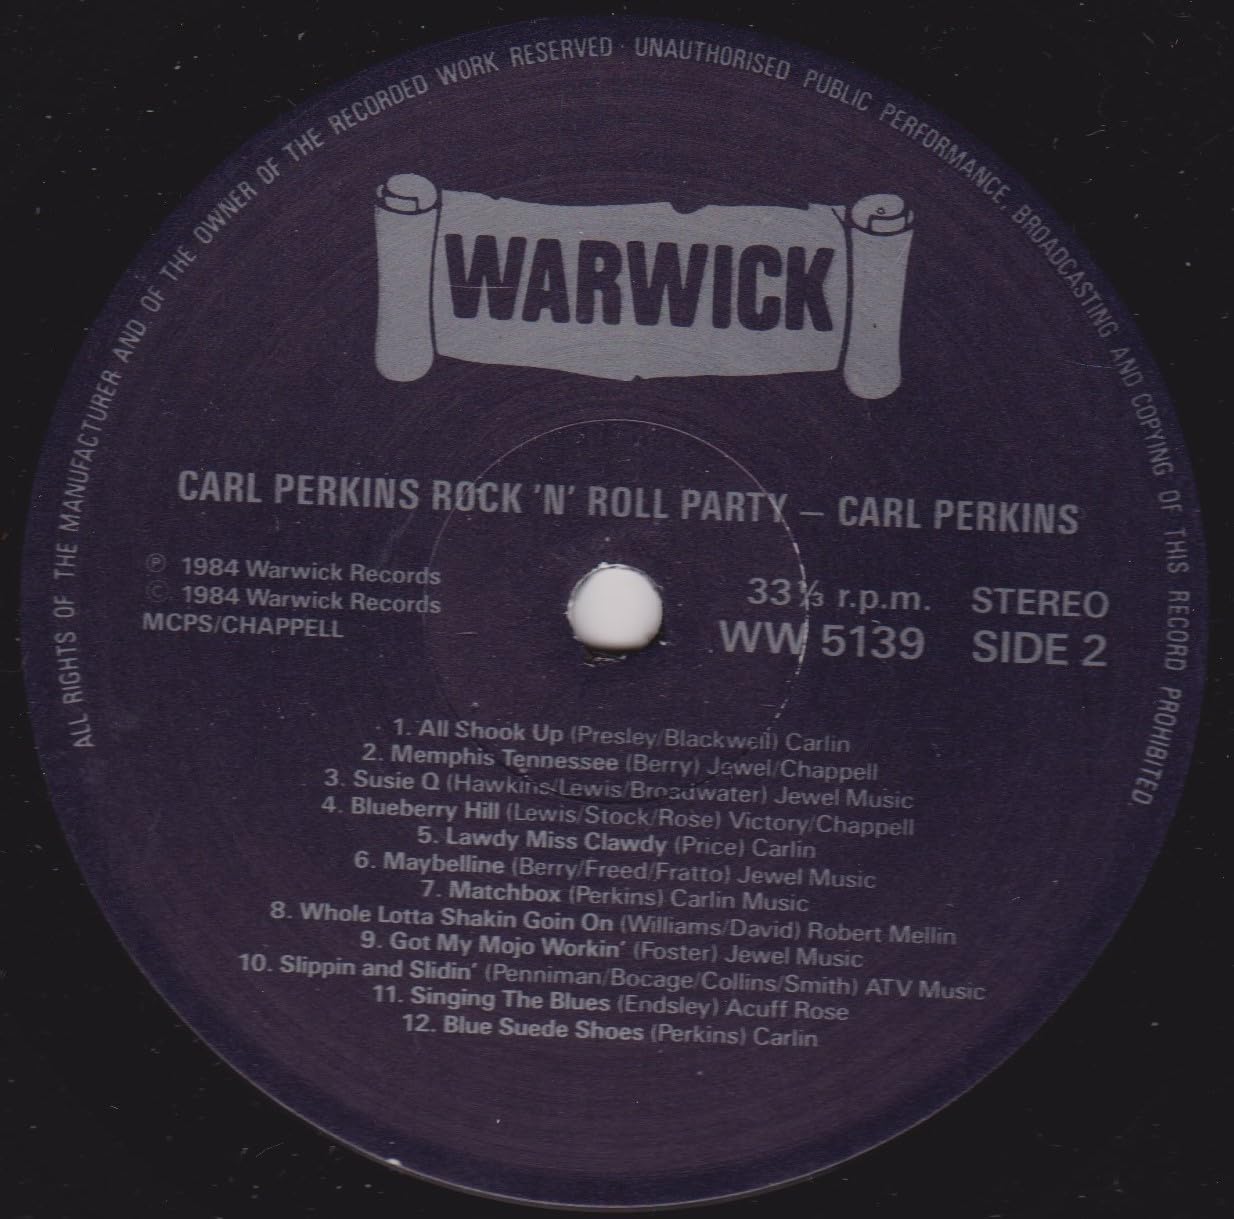 ALL RIGHTS OF THE MANUFACTURER AND OF THE OWNER OF THE RECORDED WORK RESERVED · UNAUTHORISED PUBLIC PERFORMANCE, BROADCASTING AND COPYING OF THIS RECORD PROHIBITED.
WARWICK
CARL PERKINS ROCK 'N' ROLL PARTY – CARL PERKINS
℗ 1984 Warwick Records
© 1984 Warwick Records
MCPS/CHAPPELL
33⅓ r.p.m. STEREO
WW 5139 SIDE 2
1. All Shook Up (Presley/Blackwell) Carlin
2. Memphis Tennessee (Berry) Jewel/Chappell
3. Susie Q (Hawkins/Lewis/Broadwater) Jewel Music
4. Blueberry Hill (Lewis/Stock/Rose) Victory/Chappell
5. Lawdy Miss Clawdy (Price) Carlin
6. Maybelline (Berry/Freed/Fratto) Jewel Music
7. Matchbox (Perkins) Carlin Music
8. Whole Lotta Shakin Goin On (Williams/David) Robert Mellin
9. Got My Mojo Workin' (Foster) Jewel Music
10. Slippin and Slidin' (Penniman/Bocage/Collins/Smith) ATV Music
11. Singing The Blues (Endsley) Acuff Rose
12. Blue Suede Shoes (Perkins) Carlin